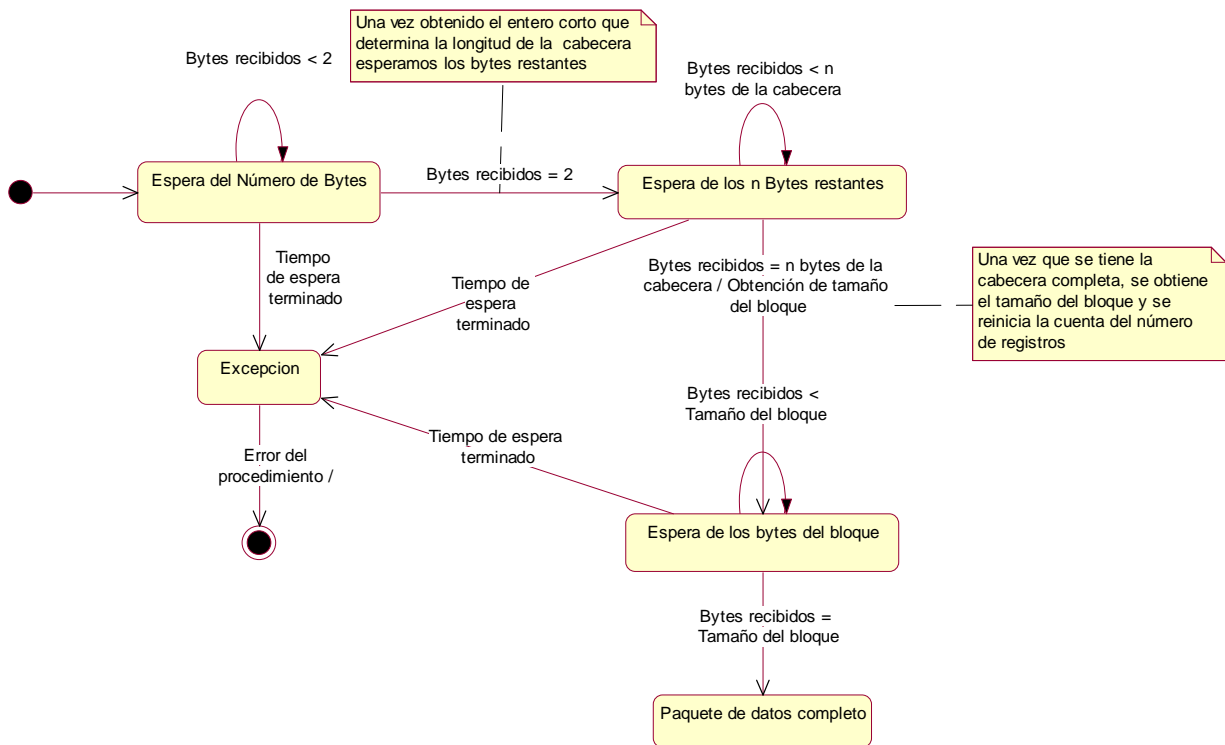 Una vez obtenido el entero corto que
determina la longitud de la cabecera
esperamos los bytes restantes
Bytes recibidos < 2
Bytes recibidos < n
bytes de la cabecera
Espera del Número de Bytes
Bytes recibidos = 2
Espera de los n Bytes restantes
Tiempo
de espera
terminado
Tiempo de
espera
terminado
Bytes recibidos = n bytes de la
cabecera / Obtención de tamaño
del bloque
Una vez que se tiene la
cabecera completa, se obtiene
el tamaño del bloque y se
reinicia la cuenta del número
de registros
Excepcion
Bytes recibidos <
Tamaño del bloque
Tiempo de espera
terminado
Error del
procedimiento /
Espera de los bytes del bloque
Bytes recibidos =
Tamaño del bloque
Paquete de datos completo